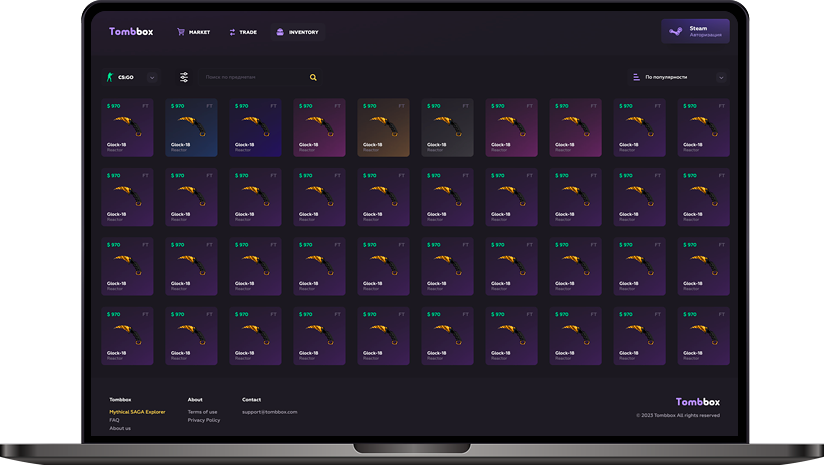 Tombbox
MARKET
TRADE
INVENTORY
Steam
Авторизация
CS:GO
Поиск по предметам
По популярности
$ 970 FT $ 970 FT $ 970 FT $ 970 FT $ 970 FT $ 970 FT $ 970 FT $ 970 FT $ 970 FT $ 970 FT
Glock-18 Glock-18 Glock-18 Glock-18 Glock-18 Glock-18 Glock-18 Glock-18 Glock-18 Glock-18
Reactor Reactor Reactor Reactor Reactor Reactor Reactor Reactor Reactor Reactor
$ 970 FT $ 970 FT $ 970 FT $ 970 FT $ 970 FT $ 970 FT $ 970 FT $ 970 FT $ 970 FT $ 970 FT
Glock-18 Glock-18 Glock-18 Glock-18 Glock-18 Glock-18 Glock-18 Glock-18 Glock-18 Glock-18
Reactor Reactor Reactor Reactor Reactor Reactor Reactor Reactor Reactor Reactor
$ 970 FT $ 970 FT $ 970 FT $ 970 FT $ 970 FT $ 970 FT $ 970 FT $ 970 FT $ 970 FT $ 970 FT
Glock-18 Glock-18 Glock-18 Glock-18 Glock-18 Glock-18 Glock-18 Glock-18 Glock-18 Glock-18
Reactor Reactor Reactor Reactor Reactor Reactor Reactor Reactor Reactor Reactor
$ 970 FT $ 970 FT $ 970 FT $ 970 FT $ 970 FT $ 970 FT $ 970 FT $ 970 FT $ 970 FT $ 970 FT
Glock-18 Glock-18 Glock-18 Glock-18 Glock-18 Glock-18 Glock-18 Glock-18 Glock-18 Glock-18
Reactor Reactor Reactor Reactor Reactor Reactor Reactor Reactor Reactor Reactor
Tombbox
Mythical SAGA Explorer
FAQ
About us
About
Terms of use
Privacy Policy
Contact
support@tombbox.com
Tombbox
© 2023 Tombbox All rights reserved